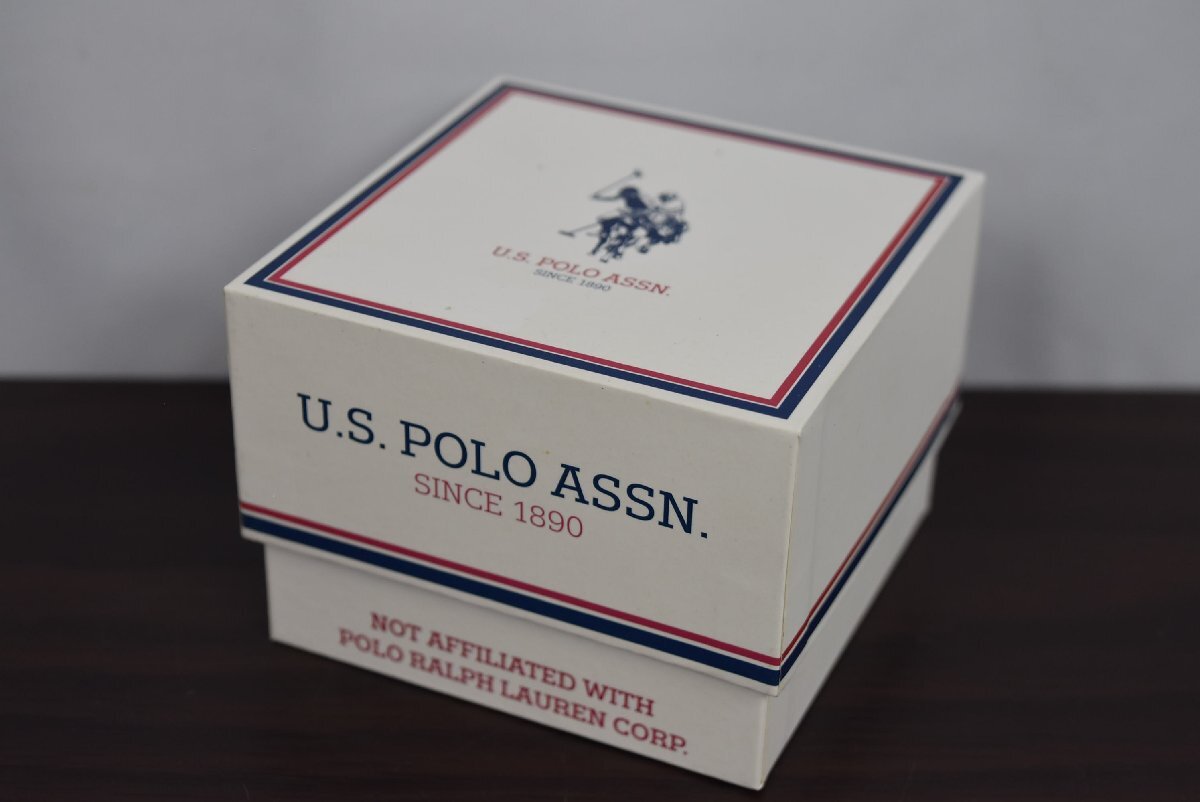 U.S. POLO ASSN.
SINCE 1890
U.S. POLO ASSN.
SINCE 1890
NOT AFFILIATED WITH
POLO RALPH LAUREN CORP.